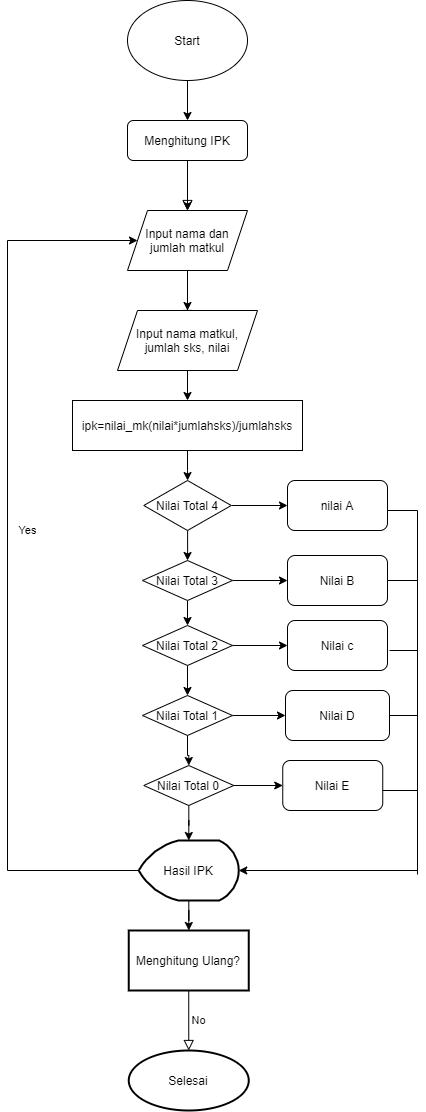 Start
Menghitung IPK
Input nama dan
jumlah matkul
Input nama matkul,
jumlah sks, nilai
ipk=nilai_mk(nilai*jumlahsks)/jumlahsks
Nilai Total 4
nilai A
Yes
Nilai Total 3
Nilai B
Nilai Total 2
Nilai c
Nilai Total 1
Nilai D
Nilai Total 0
Nilai E
Hasil IPK
Menghitung Ulang?
No
Selesai